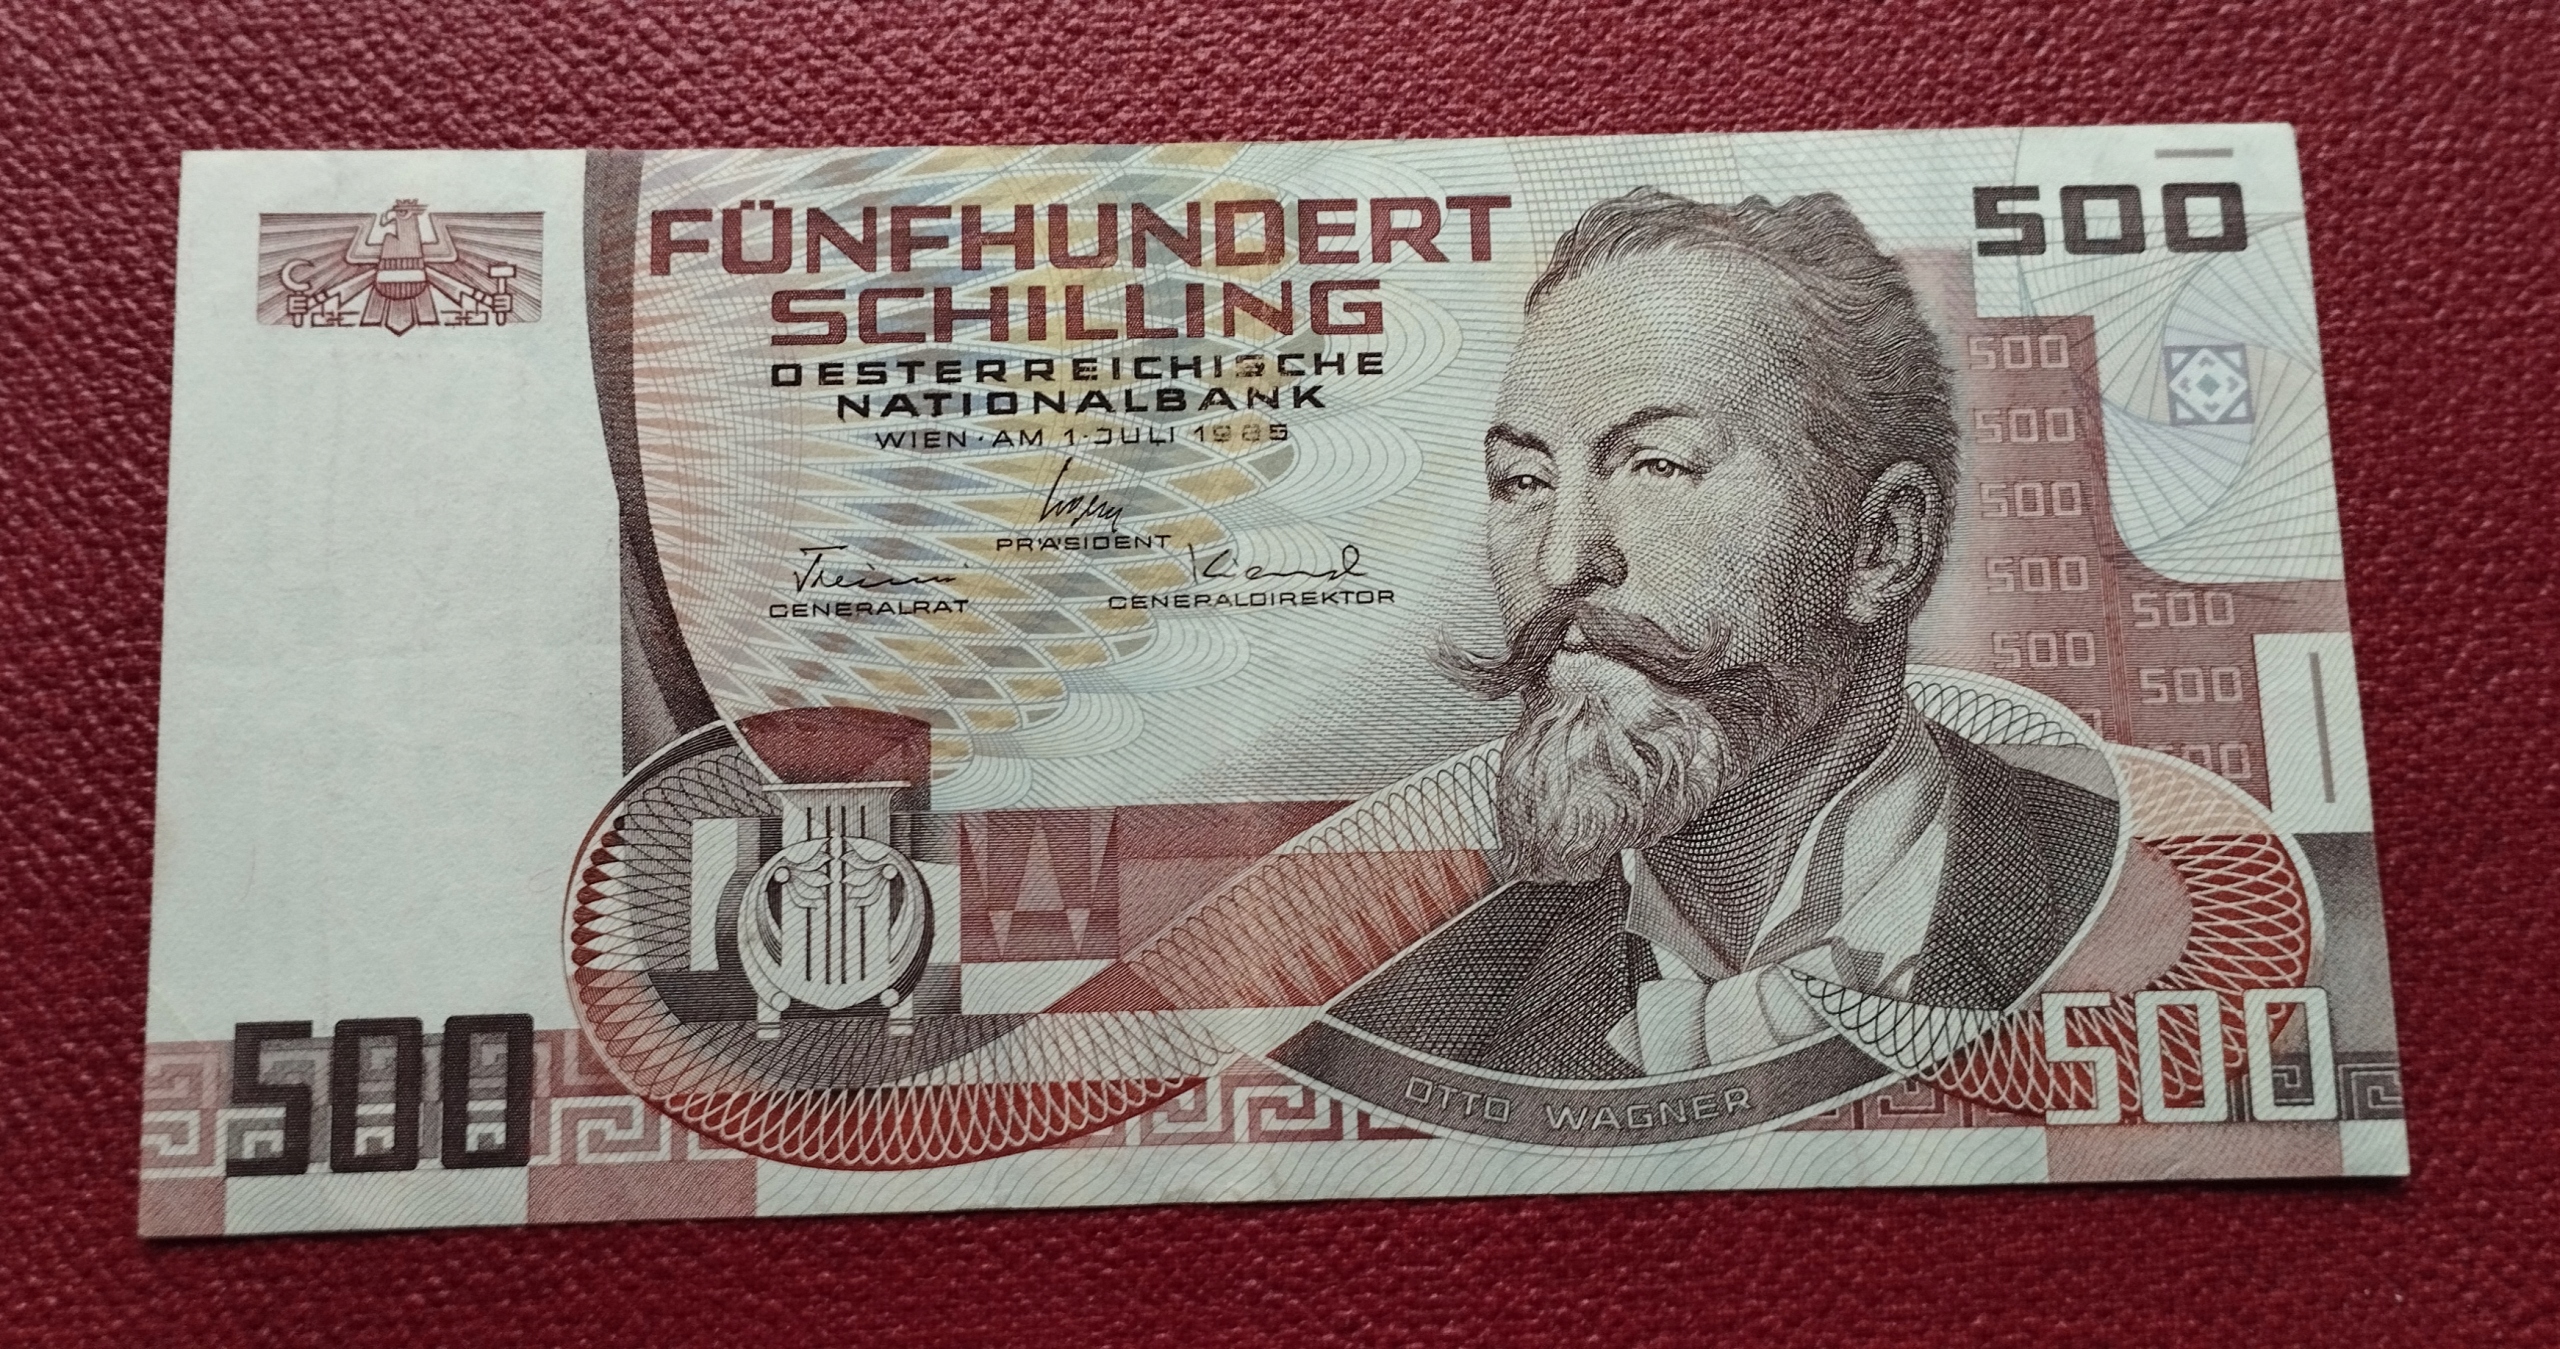 FÜNFHUNDERT
SCHILLING
OESTERREICHISCHE
NATIONALBANK
WIEN·AM 1·JULI 1985
PRÄSIDENT
GENERALRAT
GENERALDIREKTOR
500
500
500
500
500
500
500
500
500
W
OTTO WAGNER
500
500